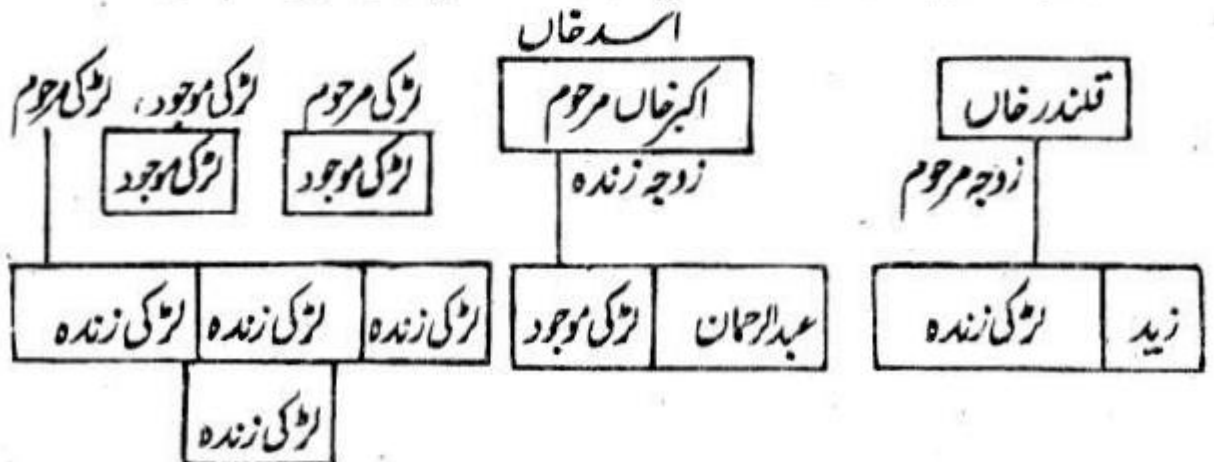 اسد خاں
قلندر خاں اکبر خاں مرحوم لڑکی مرحوم لڑکی موجود، لڑکی مرحوم
لڑکی موجود لڑکی موجود
زوجہ مرحوم زوجہ زندہ
زید لڑکی زندہ عبدالرحمان لڑکی موجود لڑکی زندہ لڑکی زندہ لڑکی زندہ
لڑکی زندہ